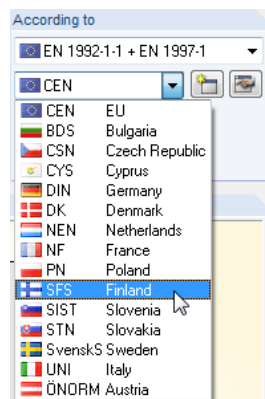 According to
EN 1992-1-1 + EN 1997-1
CEN
CEN EU
BDS Bulgaria
CSN Czech Republic
CYS Cyprus
DIN Germany
DK Denmark
NEN Netherlands
NF France
PN Poland
SFS Finland
SIST Slovenia
STN Slovakia
SvenskS Sweden
UNI Italy
ÖNORM Austria